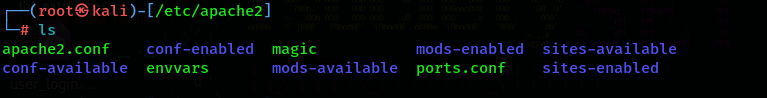 ┌──(root㉿kali)-[/etc/apache2]
└─# ls
apache2.conf    conf-enabled  magic           mods-enabled  sites-available
conf-available  envvars       mods-available  ports.conf    sites-enabled
user_login